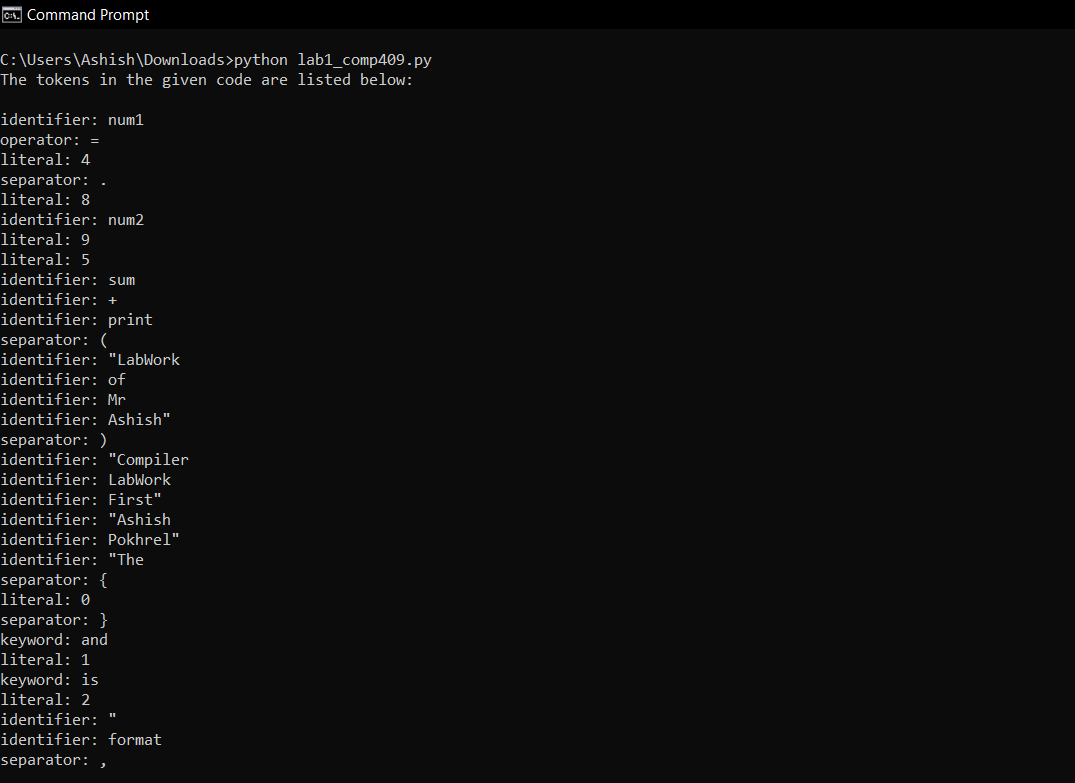 Command Prompt
C:\Users\Ashish\Downloads>python lab1_comp409.py
The tokens in the given code are listed below:
identifier: num1
operator: =
literal: 4
separator: .
literal: 8
identifier: num2
literal: 9
literal: 5
identifier: sum
identifier: +
identifier: print
separator: (
identifier: "LabWork
identifier: of
identifier: Mr
identifier: Ashish"
separator: )
identifier: "Compiler
identifier: LabWork
identifier: First"
identifier: "Ashish
identifier: Pokhrel"
identifier: "The
separator: {
literal: 0
separator: }
keyword: and
literal: 1
keyword: is
literal: 2
identifier: "
identifier: format
separator: ,